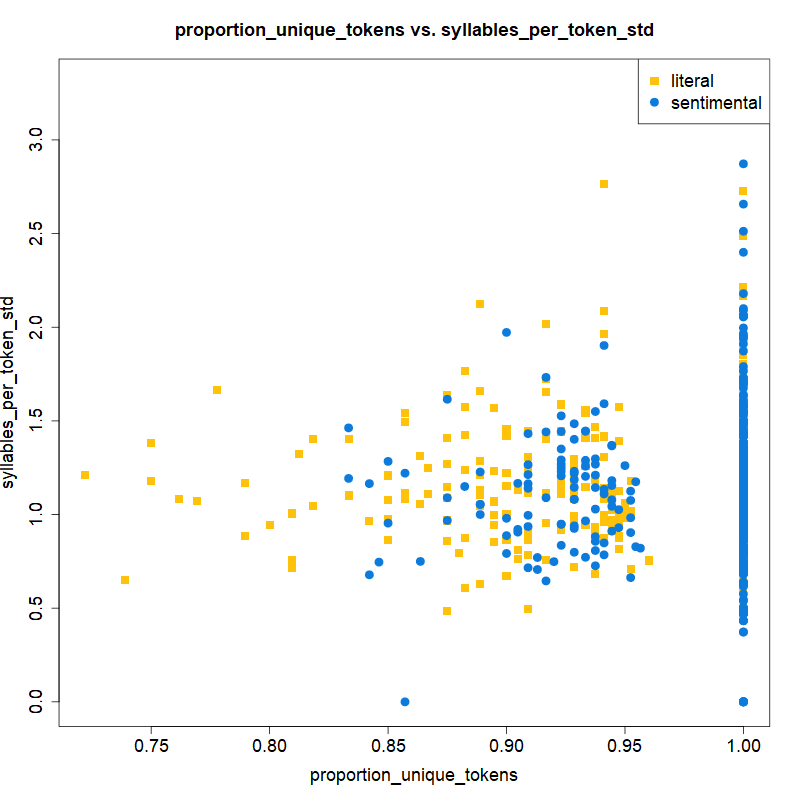 proportion_unique_tokens vs. syllables_per_token_std
literal
sentimental
syllables_per_token_std
3.0
2.5
2.0
1.5
1.0
0.5
0.0
0.75 0.80 0.85 0.90 0.95 1.00
proportion_unique_tokens